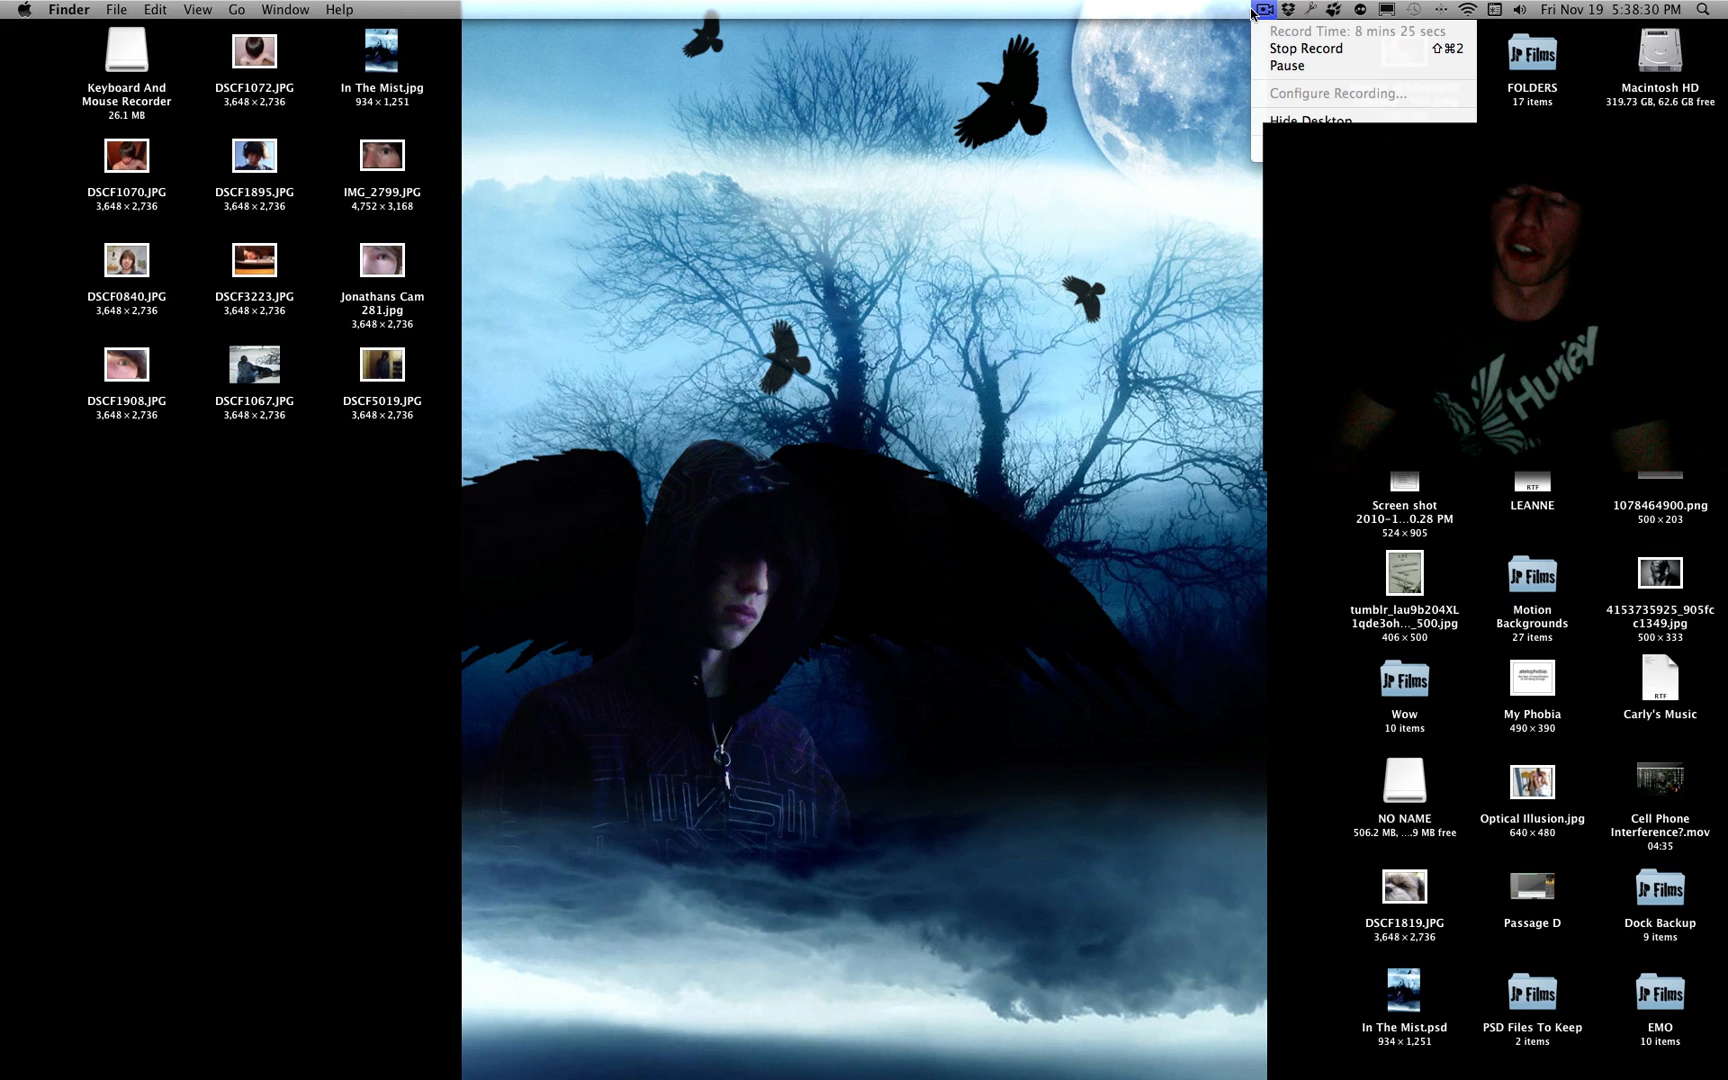 Finder File Edit View Go Window Help
Fri Nov 19 5:38:30 PM
Record Time: 8 mins 25 secs
Stop Record ⇧⌘2
Pause
Configure Recording...
Hide Desktop
Keyboard And
Mouse Recorder
26.1 MB
DSCF1072.JPG
3,648 × 2,736
In The Mist.jpg
934 × 1,251
DSCF1070.JPG
3,648 × 2,736
DSCF1895.JPG
3,648 × 2,736
IMG_2799.JPG
4,752 × 3,168
DSCF0840.JPG
3,648 × 2,736
DSCF3223.JPG
3,648 × 2,736
Jonathans Cam
281.jpg
3,648 × 2,736
DSCF1908.JPG
3,648 × 2,736
DSCF1067.JPG
3,648 × 2,736
DSCF5019.JPG
3,648 × 2,736
JP Films
FOLDERS
17 items
Macintosh HD
319.73 GB, 62.6 GB free
Hurley
Screen shot
2010-1...0.28 PM
524 × 905
RTF
LEANNE
1078464900.png
500 × 203
tumblr_lau9b204XL
1qde3oh..._500.jpg
406 × 500
JP Films
Motion
Backgrounds
27 items
4153735925_905fc
c1349.jpg
500 × 333
JP Films
Wow
10 items
My Phobia
490 × 390
RTF
Carly's Music
NO NAME
506.2 MB, ....9 MB free
Optical Illusion.jpg
640 × 480
Cell Phone
Interference?.mov
04:35
DSCF1819.JPG
3,648 × 2,736
Passage D
JP Films
Dock Backup
9 items
In The Mist.psd
934 × 1,251
JP Films
PSD Files To Keep
2 items
JP Films
EMO
10 items